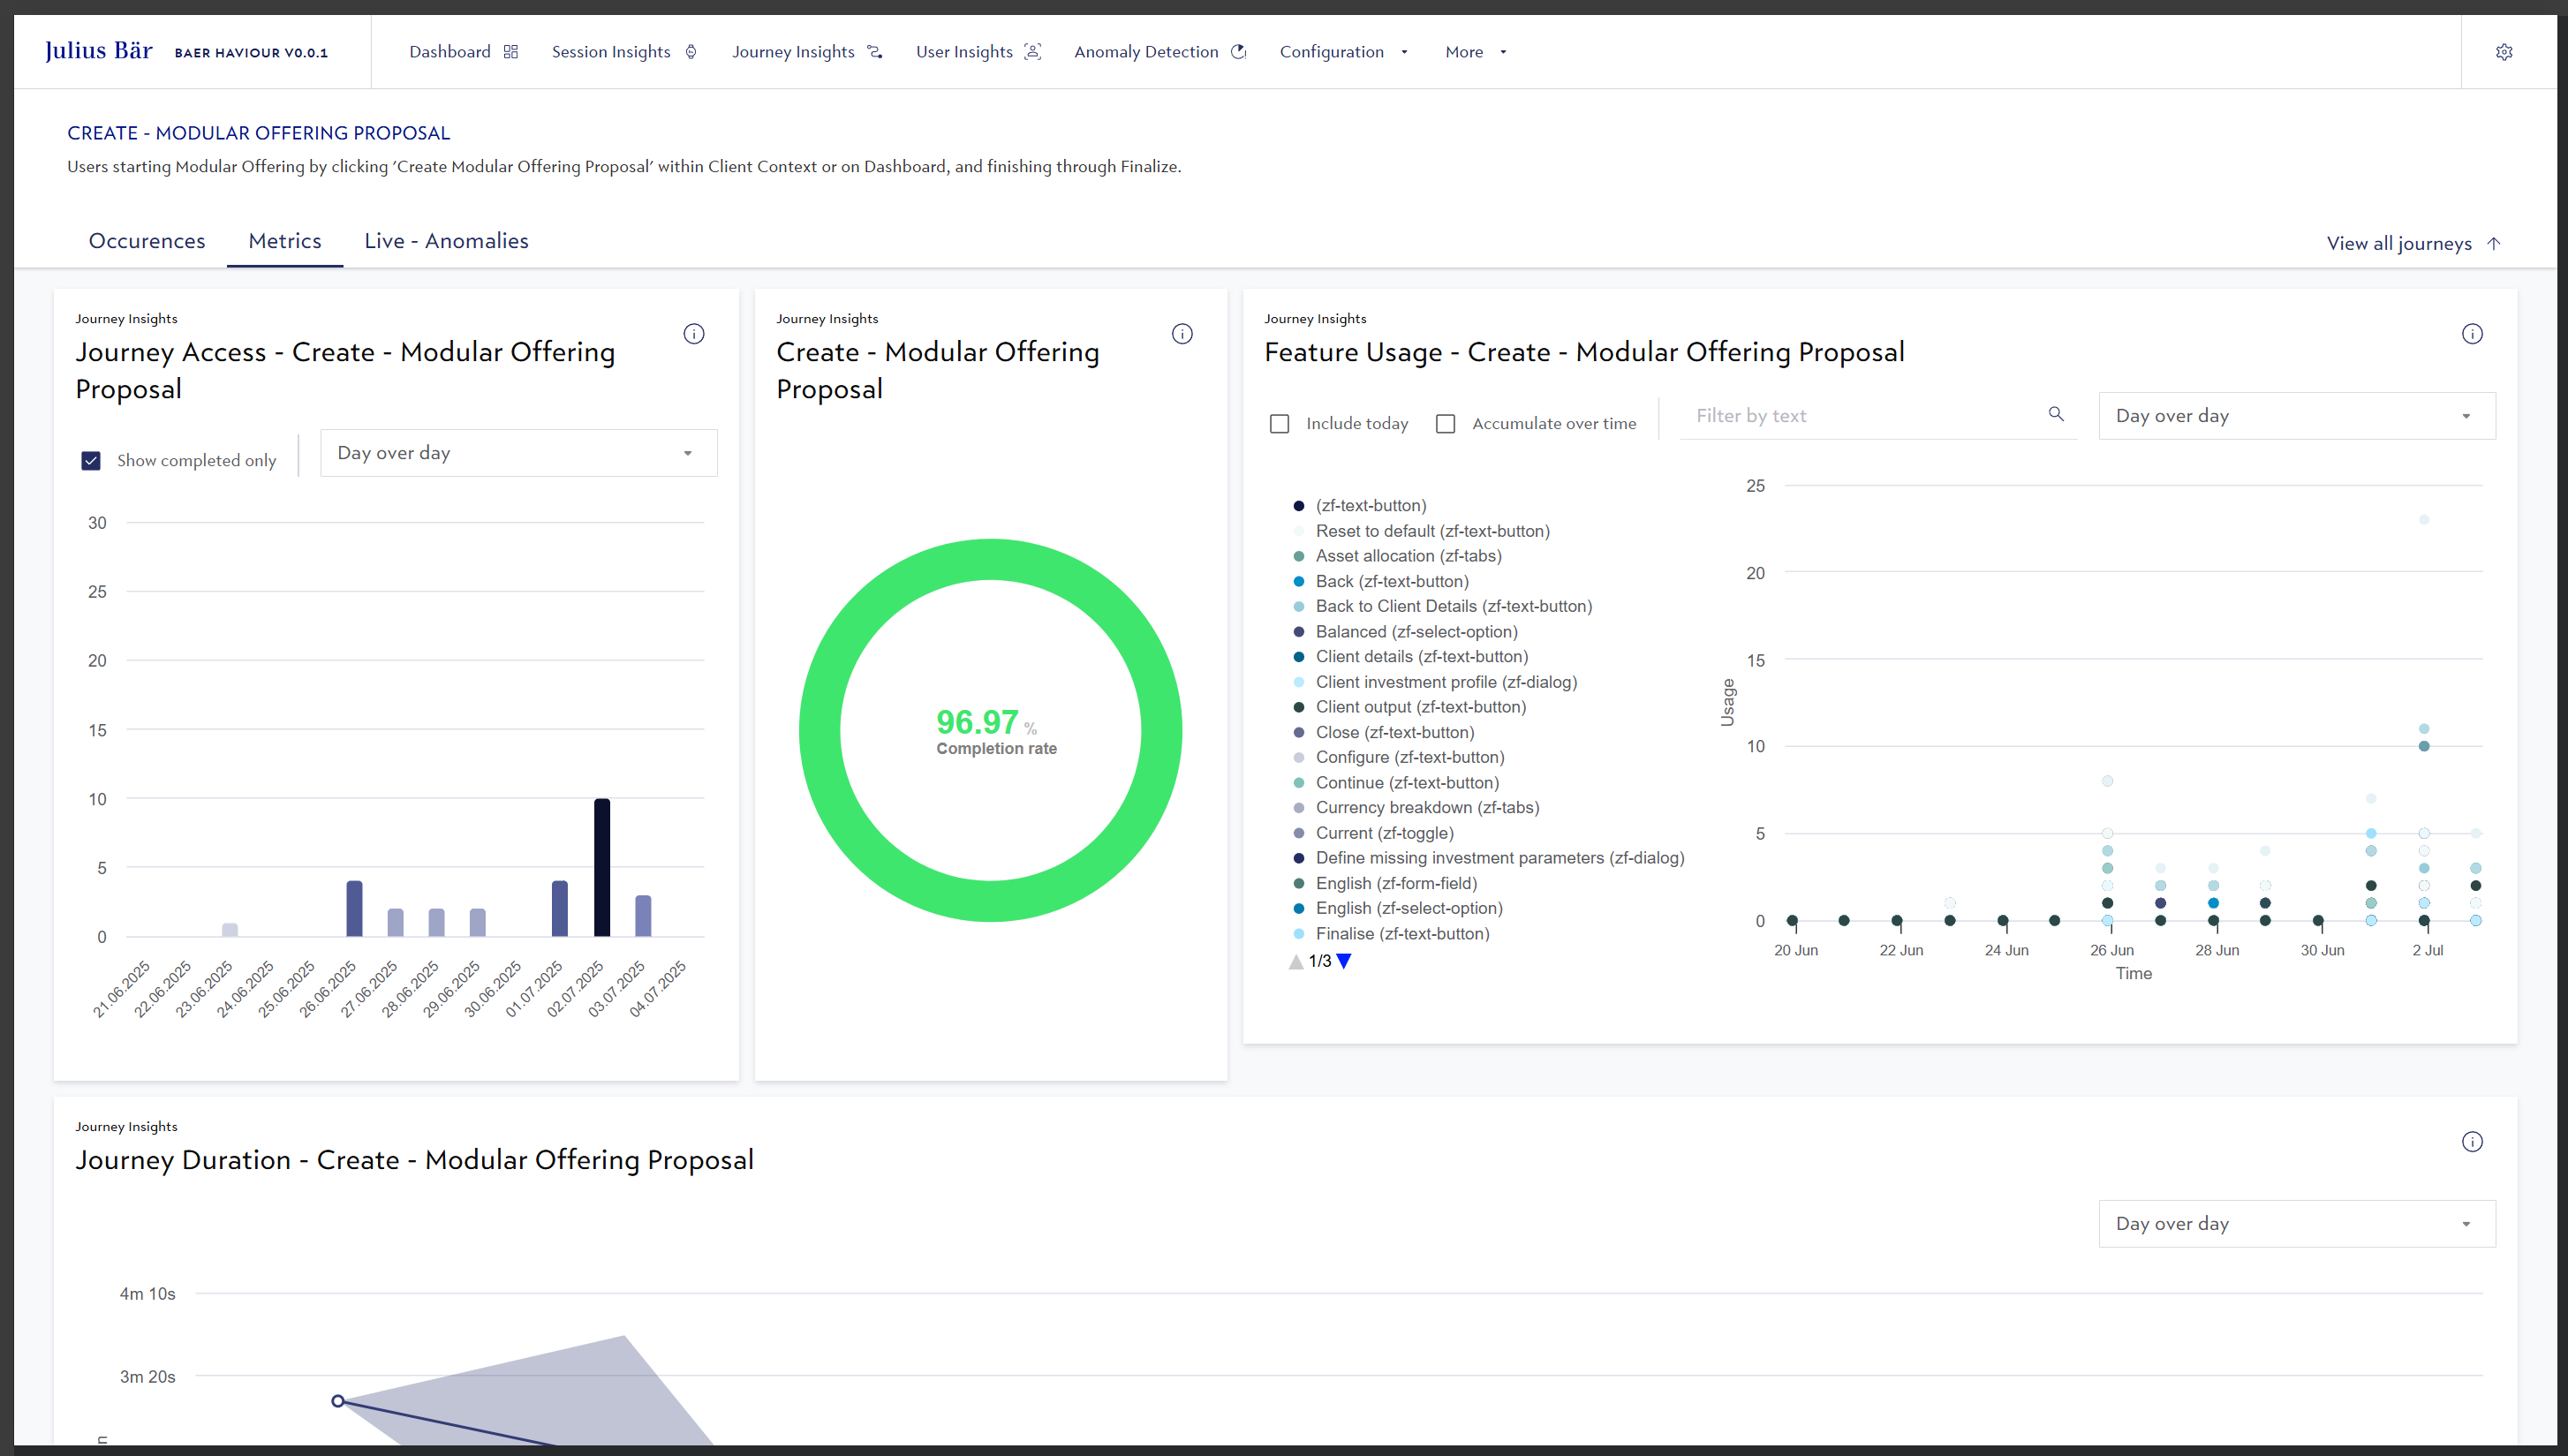 Julius Bär BAER HAVIOUR V0.0.1 Dashboard Session Insights Journey Insights User Insights Anomaly Detection Configuration More
CREATE - MODULAR OFFERING PROPOSAL
Users starting Modular Offering by clicking 'Create Modular Offering Proposal' within Client Context or on Dashboard, and finishing through Finalize.
Occurences Metrics Live - Anomalies View all journeys
Journey Insights
Journey Access - Create - Modular Offering
Proposal
Show completed only Day over day
30
25
20
15
10
5
0
21.06.2025 22.06.2025 23.06.2025 24.06.2025 25.06.2025 26.06.2025 27.06.2025 28.06.2025 29.06.2025 30.06.2025 01.07.2025 02.07.2025 03.07.2025 04.07.2025
Journey Insights
Create - Modular Offering
Proposal
96.97 %
Completion rate
Journey Insights
Feature Usage - Create - Modular Offering Proposal
Include today Accumulate over time Filter by text Day over day
(zf-text-button)
Reset to default (zf-text-button)
Asset allocation (zf-tabs)
Back (zf-text-button)
Back to Client Details (zf-text-button)
Balanced (zf-select-option)
Client details (zf-text-button)
Client investment profile (zf-dialog)
Client output (zf-text-button)
Close (zf-text-button)
Configure (zf-text-button)
Continue (zf-text-button)
Currency breakdown (zf-tabs)
Current (zf-toggle)
Define missing investment parameters (zf-dialog)
English (zf-form-field)
English (zf-select-option)
Finalise (zf-text-button)
1/3
Usage
25
20
15
10
5
0
20 Jun 22 Jun 24 Jun 26 Jun 28 Jun 30 Jun 2 Jul
Time
Journey Insights
Journey Duration - Create - Modular Offering Proposal
Day over day
4m 10s
3m 20s